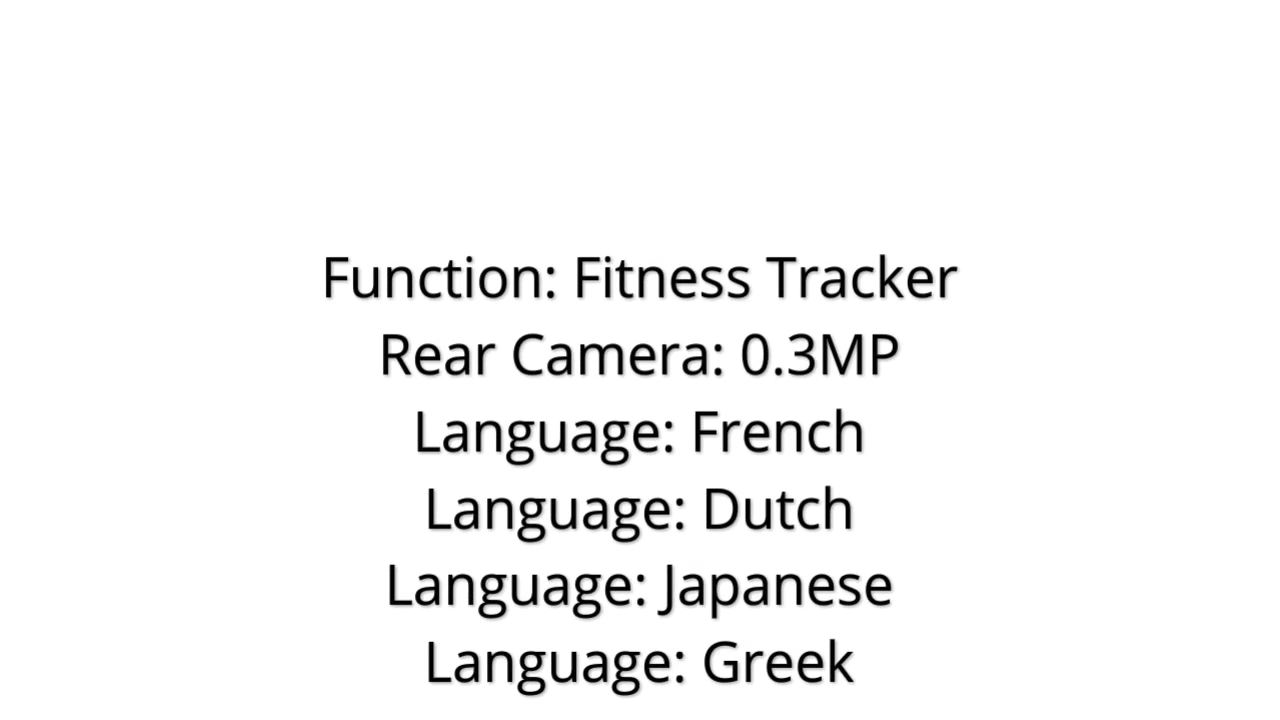 Function: Fitness Tracker
Rear Camera: 0.3MP
Language: French
Language: Dutch
Language: Japanese
Language: Greek